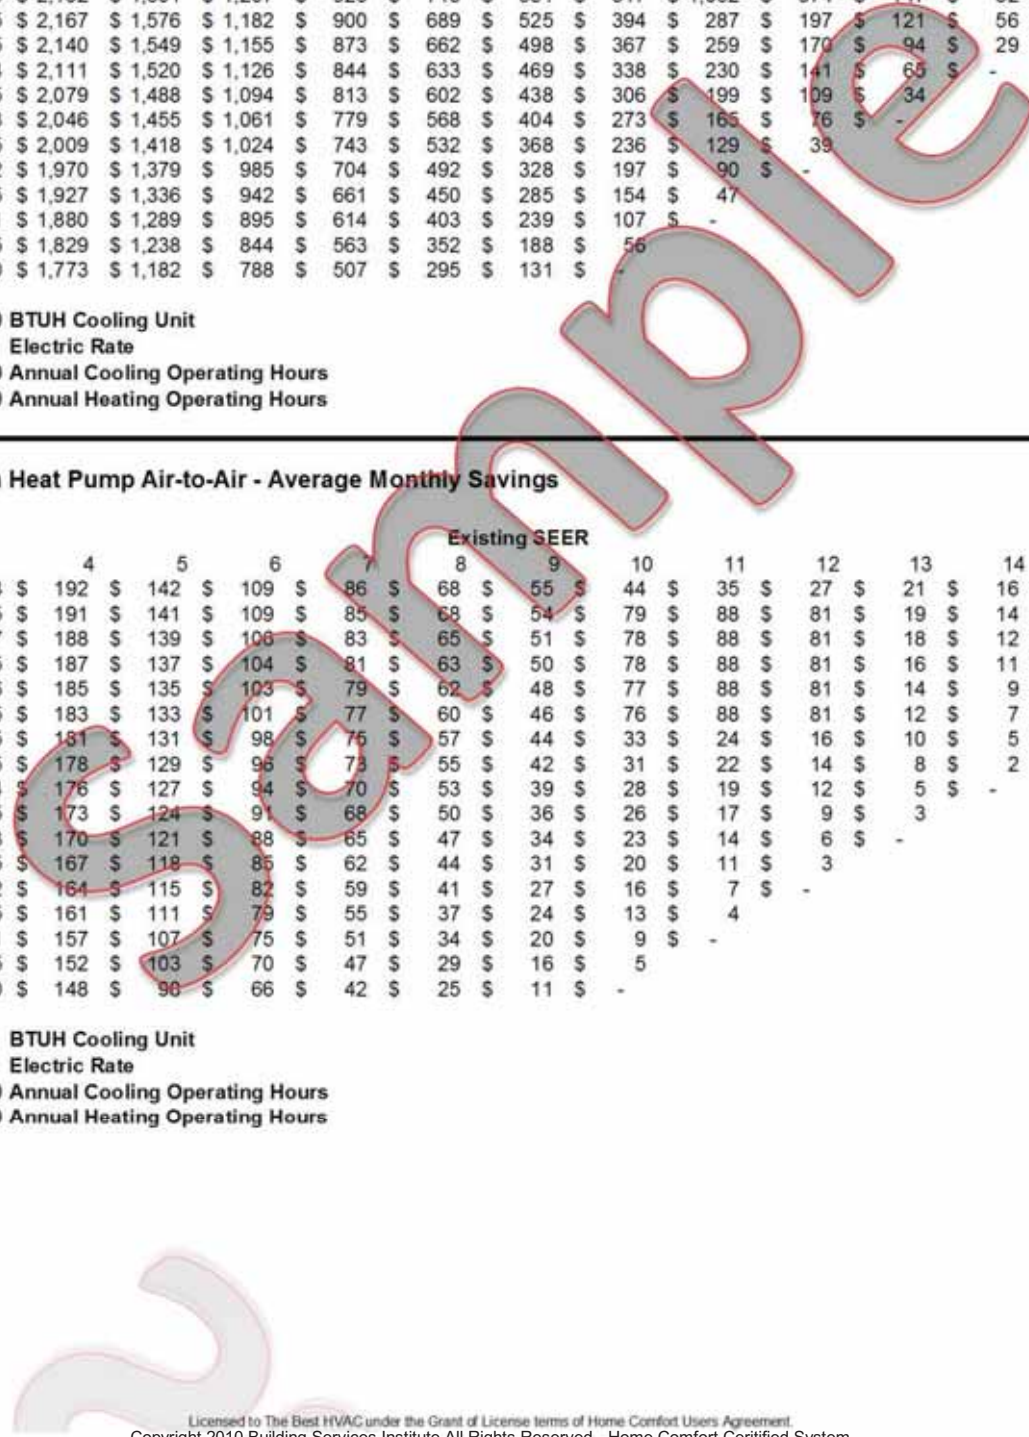 $ 2,167 $ 1,576 $ 1,182 $ 900 $ 689 $ 525 $ 394 $ 287 $ 197 $ 121 $ 56
$ 2,140 $ 1,549 $ 1,155 $ 873 $ 662 $ 498 $ 367 $ 259 $ 170 $ 94 $ 29
$ 2,111 $ 1,520 $ 1,126 $ 844 $ 633 $ 469 $ 338 $ 230 $ 141 $ 65 $ -
$ 2,079 $ 1,488 $ 1,094 $ 813 $ 602 $ 438 $ 306 $ 199 $ 109 $ 34
$ 2,046 $ 1,455 $ 1,061 $ 779 $ 568 $ 404 $ 273 $ 165 $ 76 $ -
$ 2,009 $ 1,418 $ 1,024 $ 743 $ 532 $ 368 $ 236 $ 129 $ 39
$ 1,970 $ 1,379 $ 985 $ 704 $ 492 $ 328 $ 197 $ 90 $ -
$ 1,927 $ 1,336 $ 942 $ 661 $ 450 $ 285 $ 154 $ 47
$ 1,880 $ 1,289 $ 895 $ 614 $ 403 $ 239 $ 107 $ -
$ 1,829 $ 1,238 $ 844 $ 563 $ 352 $ 188 $ 56
$ 1,773 $ 1,182 $ 788 $ 507 $ 295 $ 131 $ -
BTUH Cooling Unit
Electric Rate
Annual Cooling Operating Hours
Annual Heating Operating Hours
Heat Pump Air-to-Air - Average Monthly Savings
Existing SEER
4 5 6 7 8 9 10 11 12 13 14
$ 192 $ 142 $ 109 $ 86 $ 68 $ 55 $ 44 $ 35 $ 27 $ 21 $ 16
$ 191 $ 141 $ 109 $ 85 $ 68 $ 54 $ 79 $ 88 $ 81 $ 19 $ 14
$ 188 $ 139 $ 106 $ 83 $ 65 $ 51 $ 78 $ 88 $ 81 $ 18 $ 12
$ 187 $ 137 $ 104 $ 81 $ 63 $ 50 $ 78 $ 88 $ 81 $ 16 $ 11
$ 185 $ 135 $ 103 $ 79 $ 62 $ 48 $ 77 $ 88 $ 81 $ 14 $ 9
$ 183 $ 133 $ 101 $ 77 $ 60 $ 46 $ 76 $ 88 $ 81 $ 12 $ 7
$ 181 $ 131 $ 98 $ 75 $ 57 $ 44 $ 33 $ 24 $ 16 $ 10 $ 5
$ 178 $ 129 $ 96 $ 73 $ 55 $ 42 $ 31 $ 22 $ 14 $ 8 $ 2
$ 176 $ 127 $ 94 $ 70 $ 53 $ 39 $ 28 $ 19 $ 12 $ 5 $ -
$ 173 $ 124 $ 91 $ 68 $ 50 $ 36 $ 26 $ 17 $ 9 $ 3
$ 170 $ 121 $ 88 $ 65 $ 47 $ 34 $ 23 $ 14 $ 6 $ -
$ 167 $ 118 $ 85 $ 62 $ 44 $ 31 $ 20 $ 11 $ 3
$ 164 $ 115 $ 82 $ 59 $ 41 $ 27 $ 16 $ 7 $ -
$ 161 $ 111 $ 79 $ 55 $ 37 $ 24 $ 13 $ 4
$ 157 $ 107 $ 75 $ 51 $ 34 $ 20 $ 9 $ -
$ 152 $ 103 $ 70 $ 47 $ 29 $ 16 $ 5
$ 148 $ 98 $ 66 $ 42 $ 25 $ 11 $ -
BTUH Cooling Unit
Electric Rate
Annual Cooling Operating Hours
Annual Heating Operating Hours
Sample
Licensed to The Best HVAC under the Grant of License terms of Home Comfort Users Agreement.
Copyright 2010 Building Services Institute All Rights Reserved - Home Comfort Ceritified System